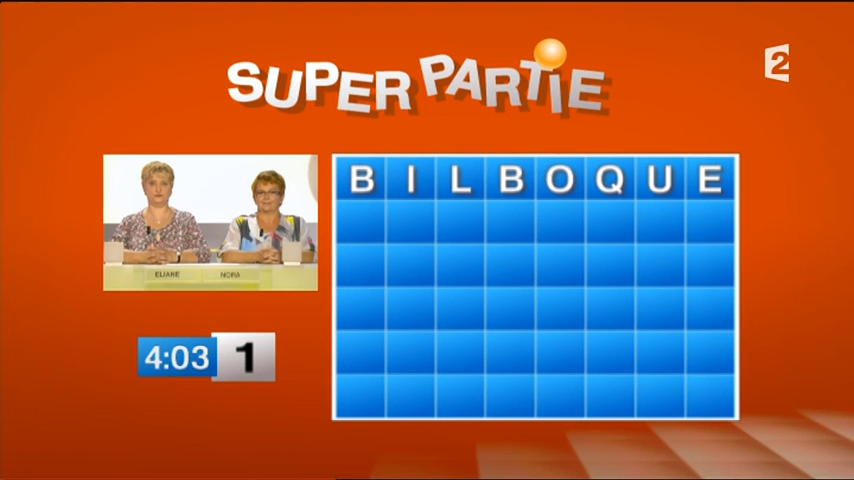 SUPER PARTIE
2
BILBOQUE
ELIANE NORA
4:03 1